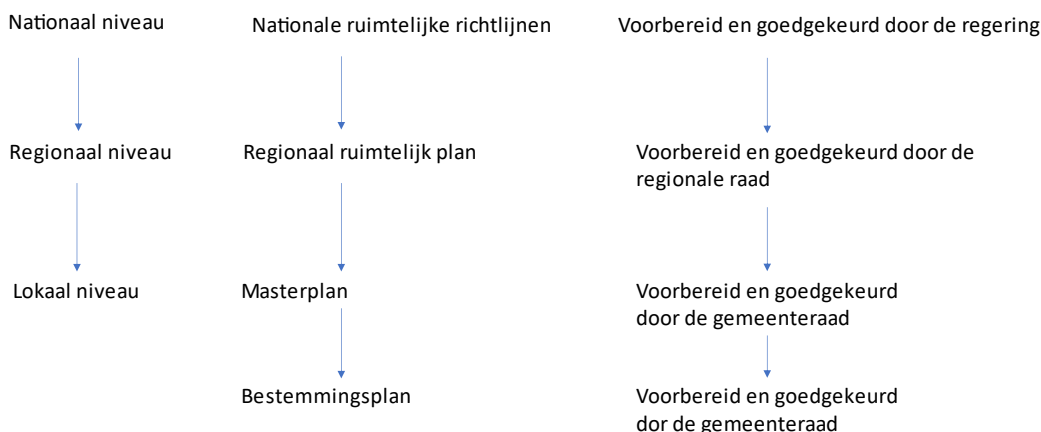 Nationaal niveau
Nationale ruimtelijke richtlijnen
Voorbereid en goedgekeurd door de regering
Regionaal niveau
Regionaal ruimtelijk plan
Voorbereid en goedgekeurd door de
regionale raad
Lokaal niveau
Masterplan
Voorbereid en goedgekeurd
door de gemeenteraad
Bestemmingsplan
Voorbereid en goedgekeurd
dor de gemeenteraad